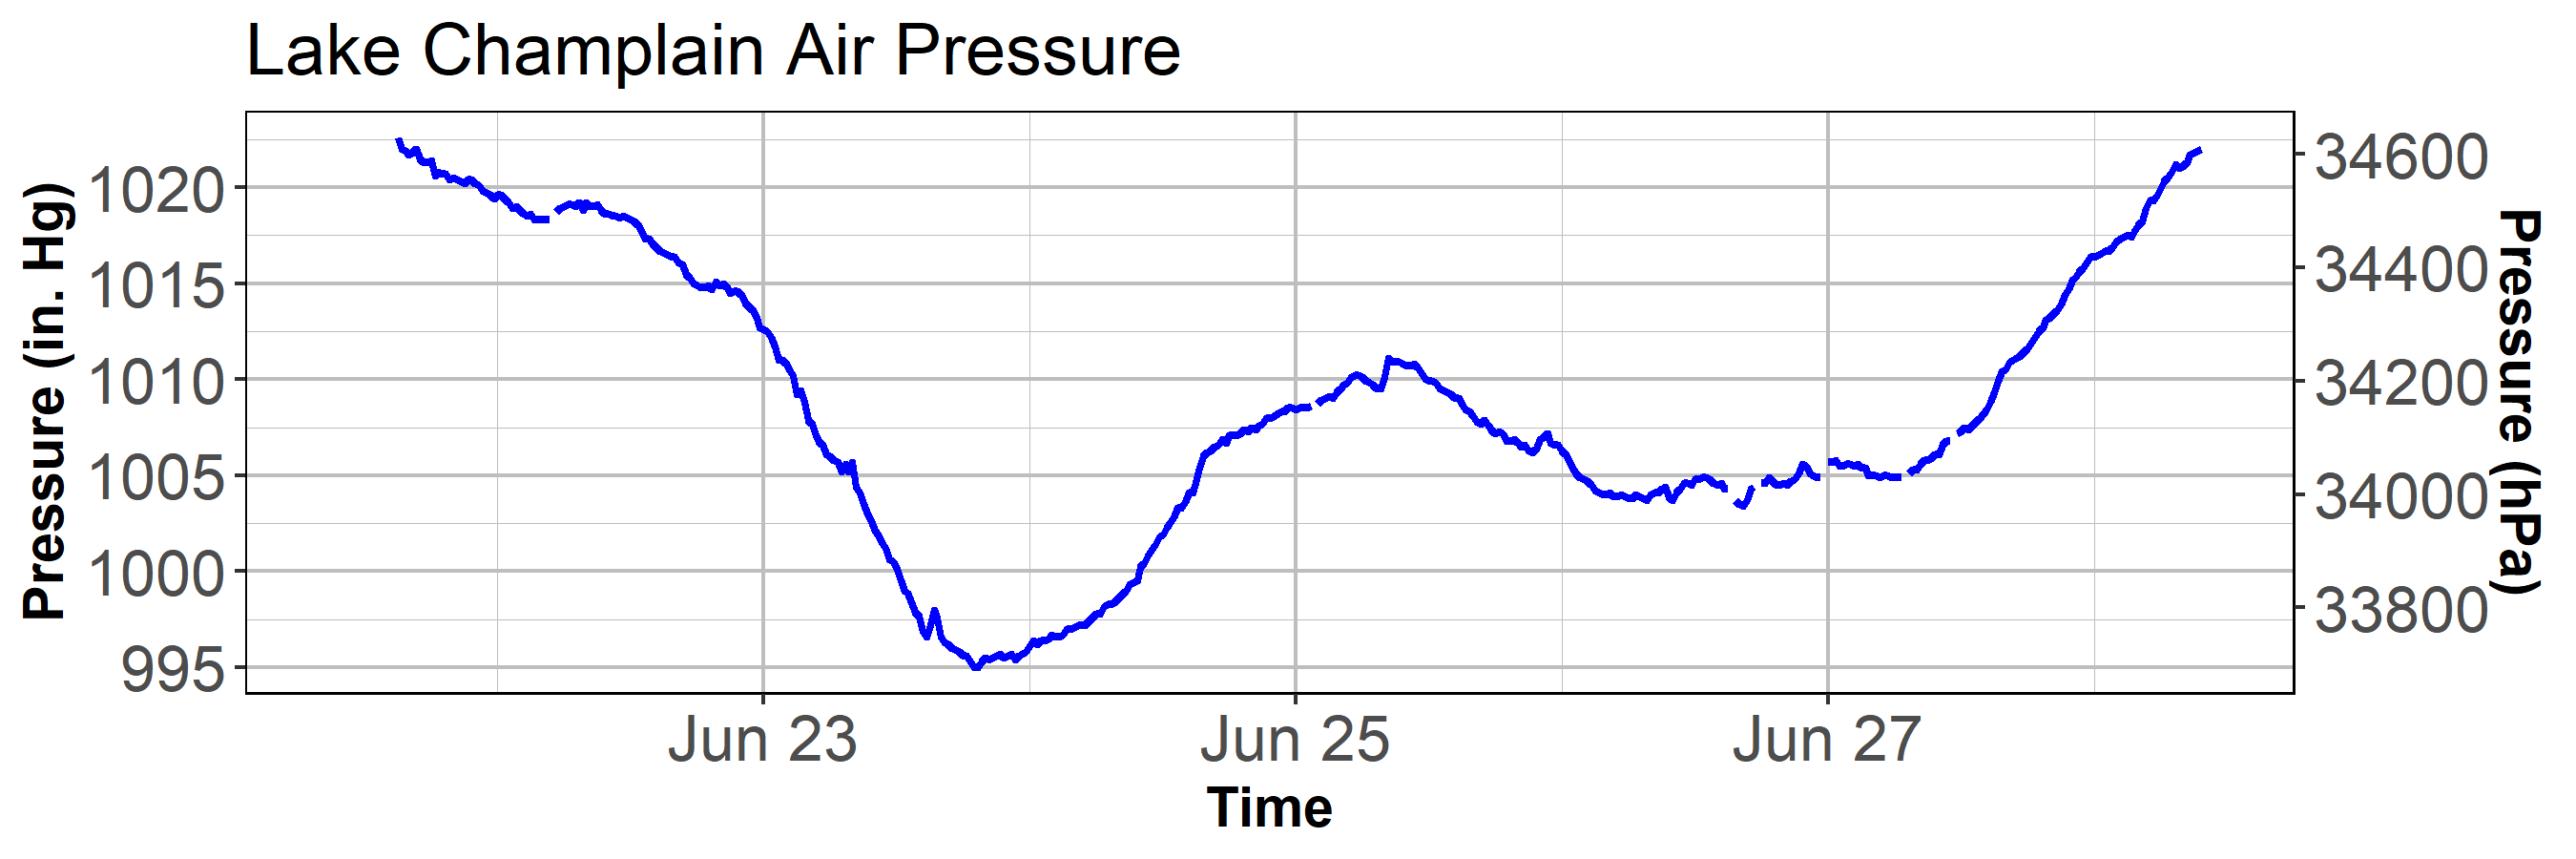 Lake Champlain Air Pressure
Pressure (in. Hg)
1020
1015
1010
1005
1000
995
34600
34400
34200
34000
33800
Pressure (hPa)
Jun 23
Jun 25
Jun 27
Time